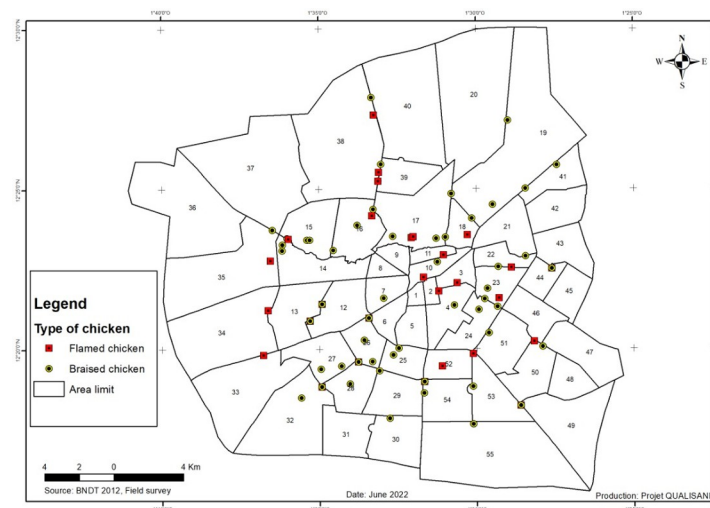 1°40'0"W 1°35'0"W 1°30'0"W 1°25'0"W
12°30'0"N
N
W E
S
40 20
38 19
37 39 41
36 42
15 16 17 18 21
43
9 11 22
35 14 8 10 3 44
7 1 2 23 45
13 12 4
6 46
34 5
24 51 47
27 26 25 52 50
48
33 28 53
29 54 49
32
31 30
55
12°25'0"N
12°20'0"N
Legend
Type of chicken
Flamed chicken
Braised chicken
Area limit
4 2 0 4 Km
Source: BNDT 2012, Field survey
Date: June 2022
Production: Projet QUALISANI